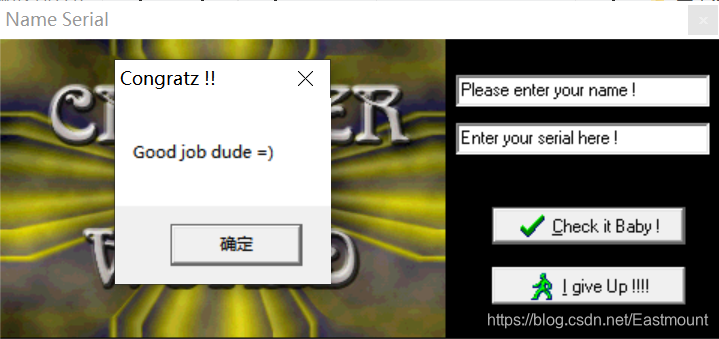 Name Serial
Congratz !!
Good job dude =)
确定
Please enter your name !
Enter your serial here !
Check it Baby !
I give Up !!!!
https://blog.csdn.net/Eastmount